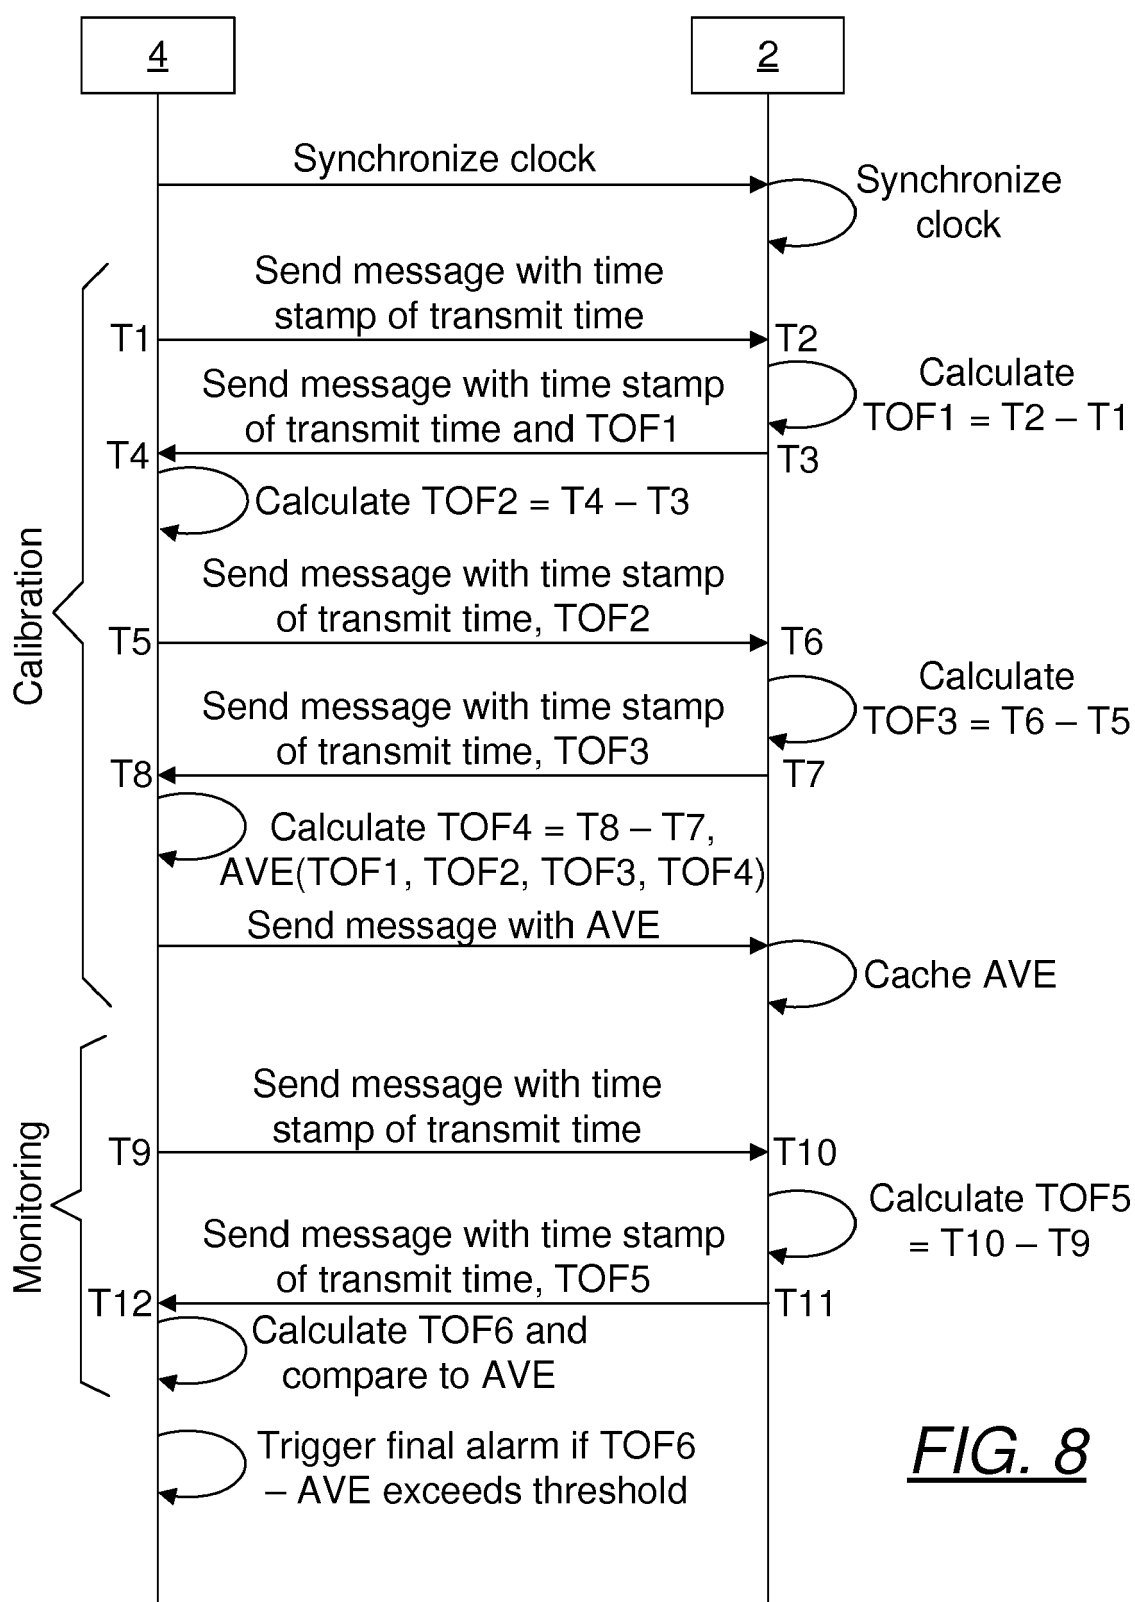 4
2
Synchronize clock
Synchronize
clock
Send message with time
stamp of transmit time
T1
T2
Calculate
TOF1 = T2 – T1
Send message with time stamp
of transmit time and TOF1
T4
T3
Calculate TOF2 = T4 – T3
Calibration
Send message with time stamp
of transmit time, TOF2
T5
T6
Calculate
TOF3 = T6 – T5
Send message with time stamp
of transmit time, TOF3
T8
T7
Calculate TOF4 = T8 – T7,
AVE(TOF1, TOF2, TOF3, TOF4)
Send message with AVE
Cache AVE
Monitoring
Send message with time
stamp of transmit time
T9
T10
Calculate TOF5
= T10 – T9
Send message with time stamp
of transmit time, TOF5
T12
T11
Calculate TOF6 and
compare to AVE
Trigger final alarm if TOF6
– AVE exceeds threshold
FIG. 8